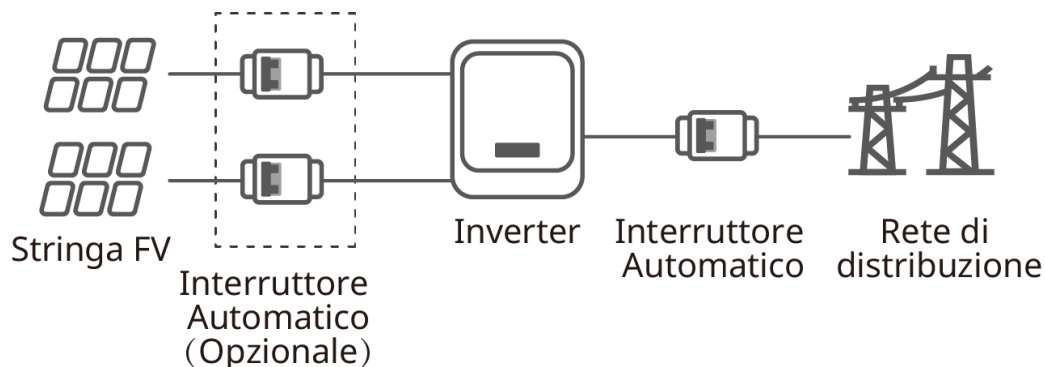 Stringa FV
Interruttore
Automatico
（Opzionale）
Inverter
Interruttore
Automatico
Rete di
distribuzione